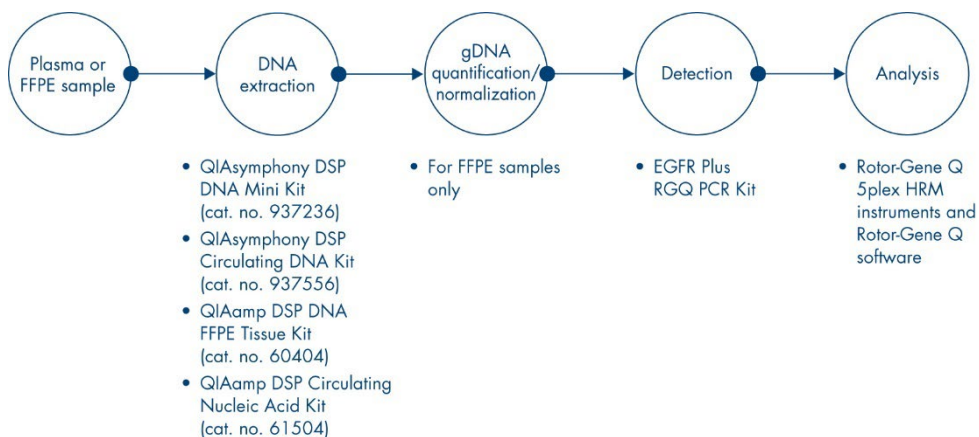 Plasma or
FFPE sample
DNA
extraction
gDNA
quantification/
normalization
Detection
Analysis
• QIAsymphony DSP
DNA Mini Kit
(cat. no. 937236)
• QIAsymphony DSP
Circulating DNA Kit
(cat. no. 937556)
• QIAamp DSP DNA
FFPE Tissue Kit
(cat. no. 60404)
• QIAamp DSP Circulating
Nucleic Acid Kit
(cat. no. 61504)
• For FFPE samples
only
• EGFR Plus
RGQ PCR Kit
• Rotor-Gene Q
5plex HRM
instruments and
Rotor-Gene Q
software